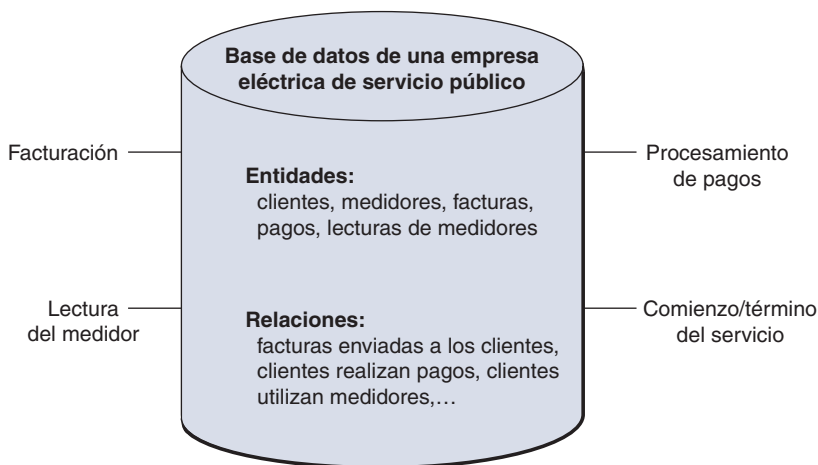 Base de datos de una empresa
eléctrica de servicio público
Facturación
Procesamiento
de pagos
Entidades:
clientes, medidores, facturas,
pagos, lecturas de medidores
Lectura
del medidor
Comienzo/término
del servicio
Relaciones:
facturas enviadas a los clientes,
clientes realizan pagos, clientes
utilizan medidores,…